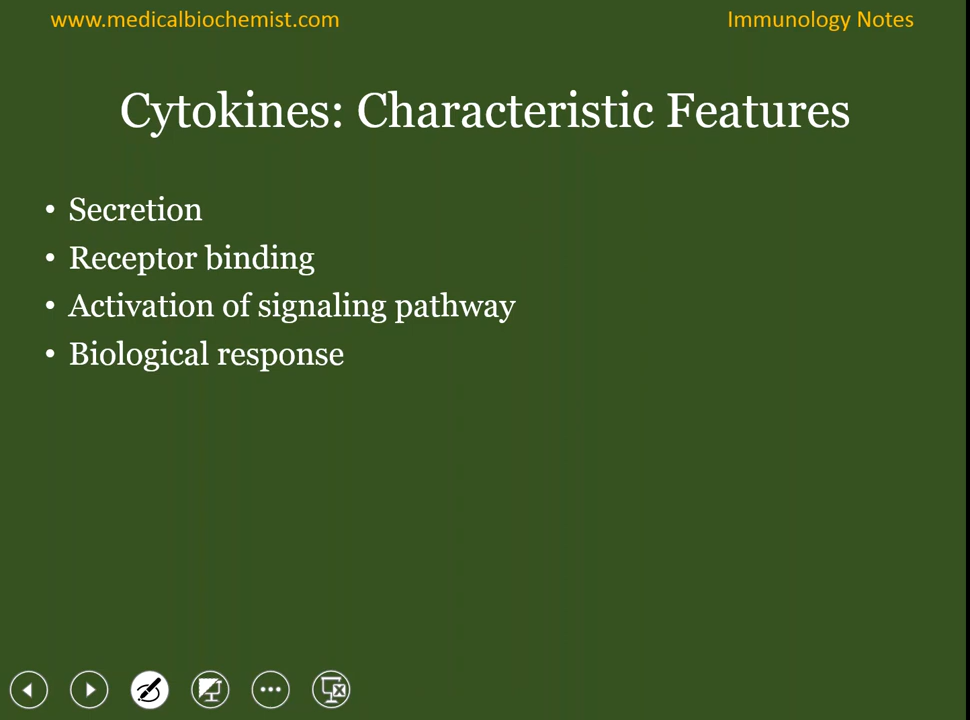 www.medicalbiochemist.com
Immunology Notes
Cytokines: Characteristic Features
• Secretion
• Receptor binding
• Activation of signaling pathway
• Biological response